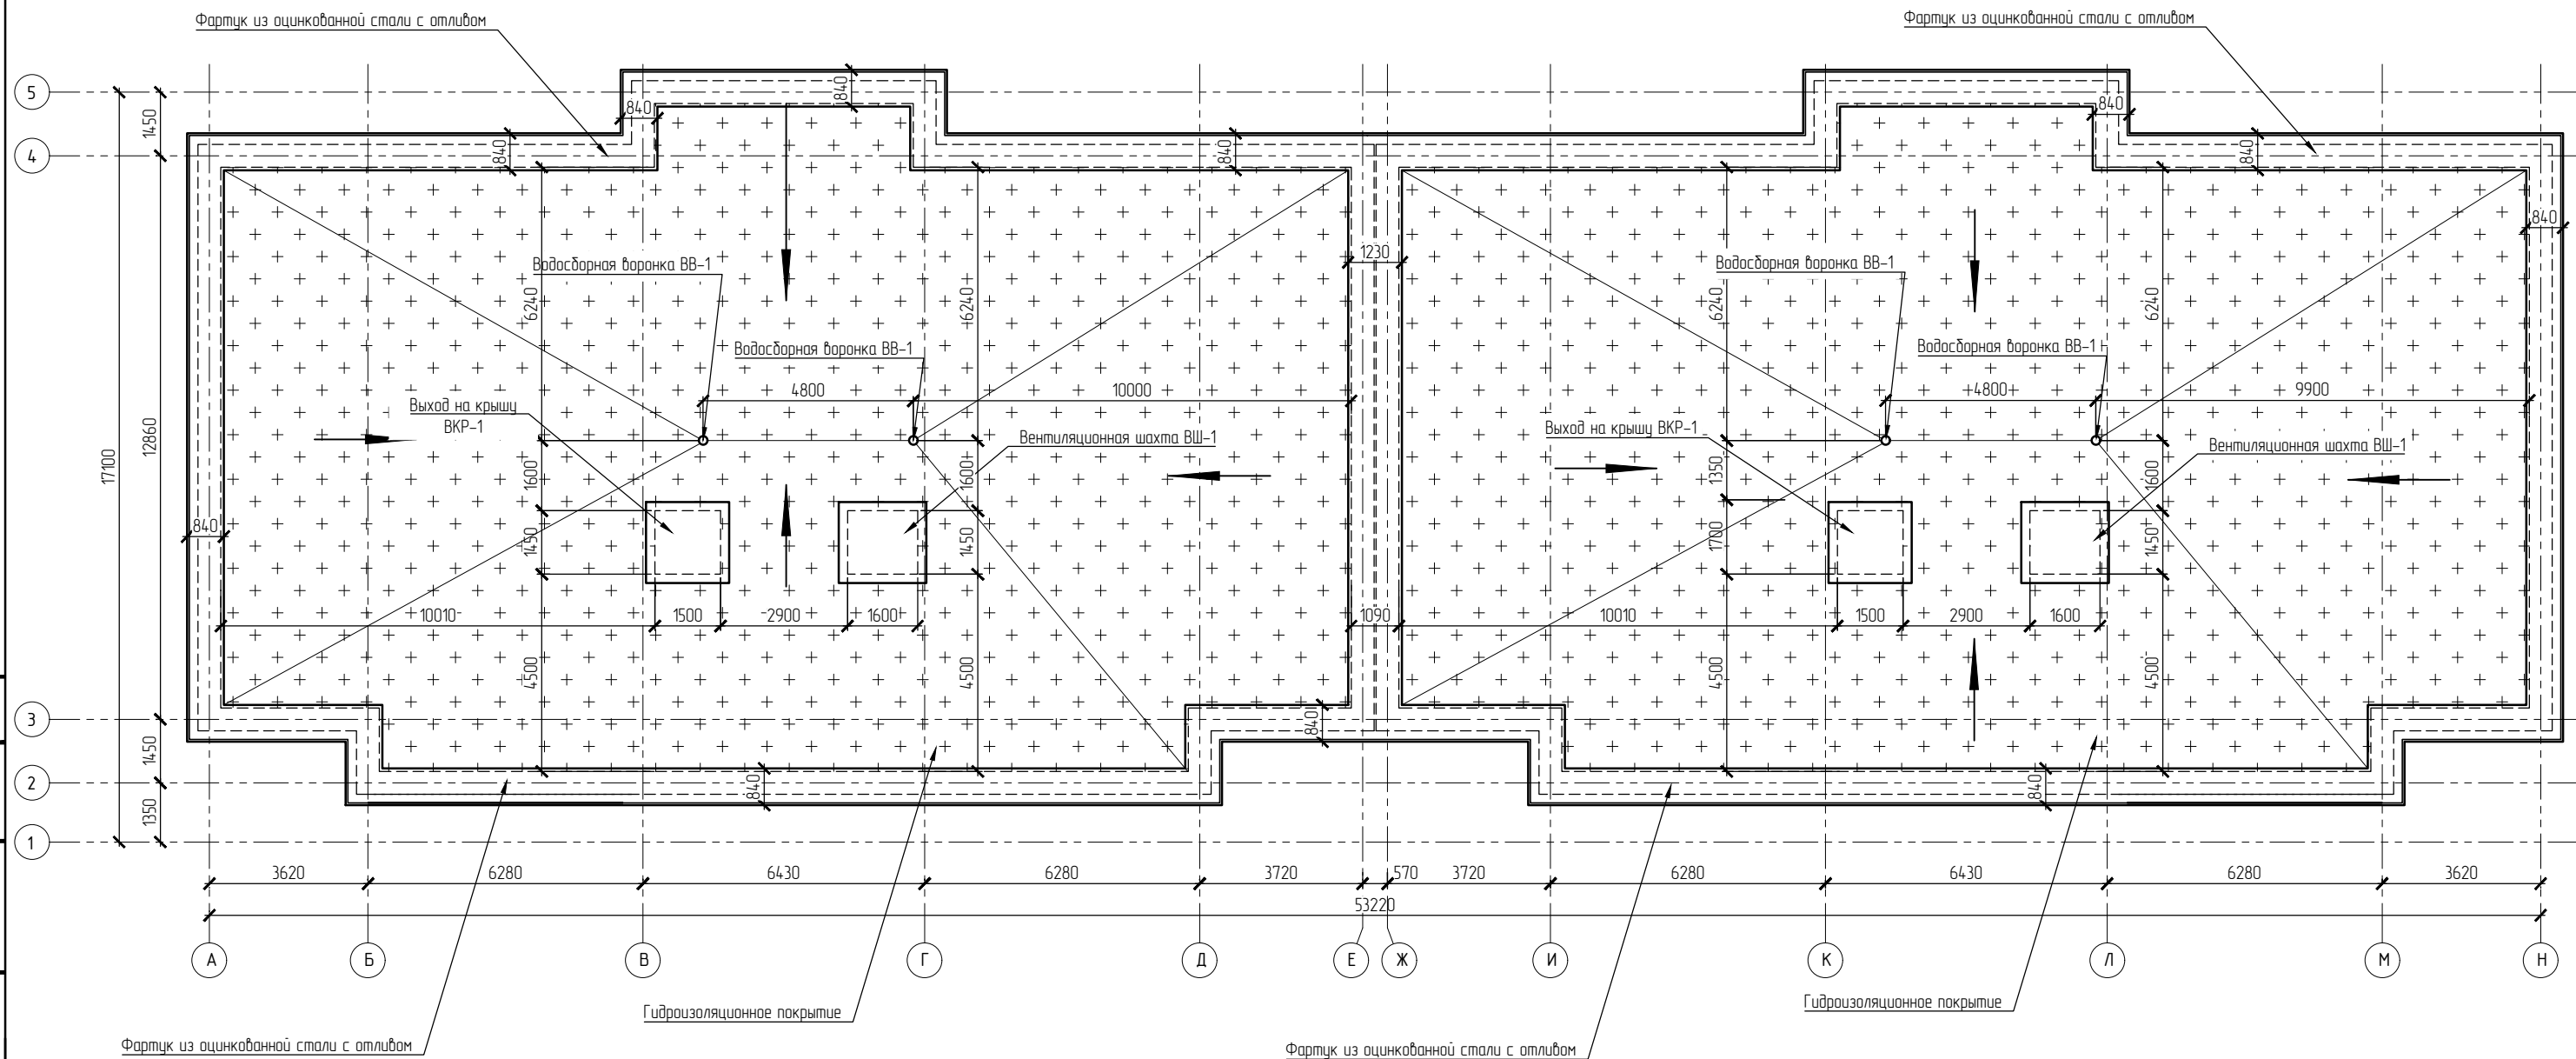 Фартук из оцинкованной стали с отливом
Фартук из оцинкованной стали с отливом
5
840
840
840
1450
4
840
840
840
840
1230
Водосборная воронка ВВ-1
Водосборная воронка ВВ-1
6240
6240
6240
6240
Водосборная воронка ВВ-1
Водосборная воронка ВВ-1
4800
10000
4800
9900
Выход на крышу
ВКР-1
Вентиляционная шахта ВШ-1
Выход на крышу ВКР-1
Вентиляционная шахта ВШ-1
17100
12860
1600
1600
1350
1600
840
1450
1450
1700
1450
10010
1500
2900
1600
1090
10010
1500
2900
1600
4500
4500
4500
4500
3
840
1450
2
840
840
1350
1
3620
6280
6430
6280
3720
570
3720
6280
6430
6280
3620
53220
А
Б
В
Г
Д
Е
Ж
И
К
Л
М
Н
Гидроизоляционное покрытие
Гидроизоляционное покрытие
Фартук из оцинкованной стали с отливом
Фартук из оцинкованной стали с отливом